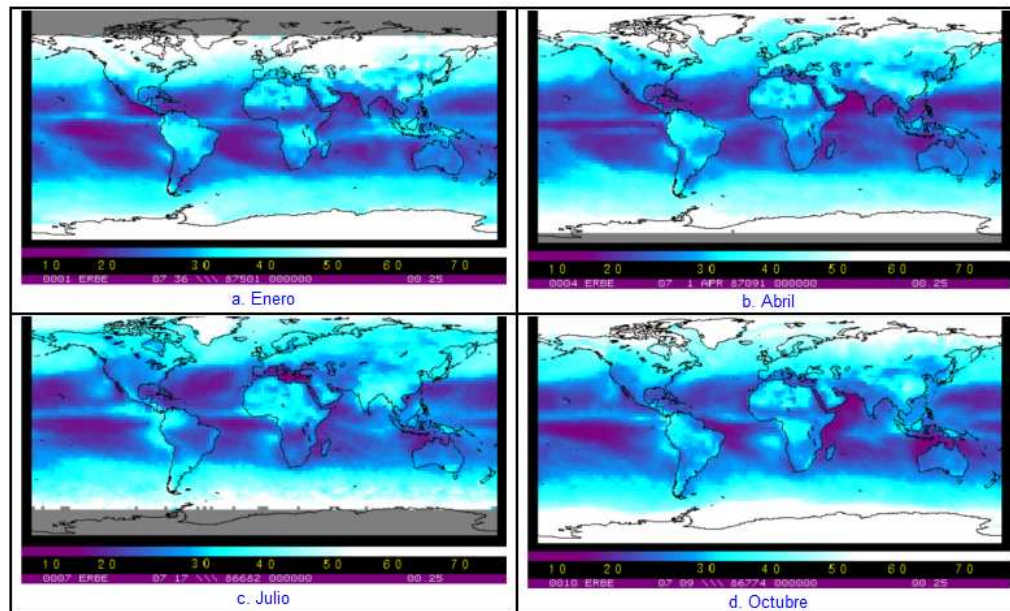 10 20 30 40 50 60 70
0001 ERBE 07 36 \\\ 87501 000000 00.25
a. Enero
10 20 30 40 50 60 70
0004 ERBE 07 1 APR 87091 000000 00.25
b. Abril
10 20 30 40 50 60 70
0007 ERBE 07 17 \\\ 86682 000000 00.25
c. Julio
10 20 30 40 50 60 70
0010 ERBE 07 09 \\\ 86774 000000 00.25
d. Octubre